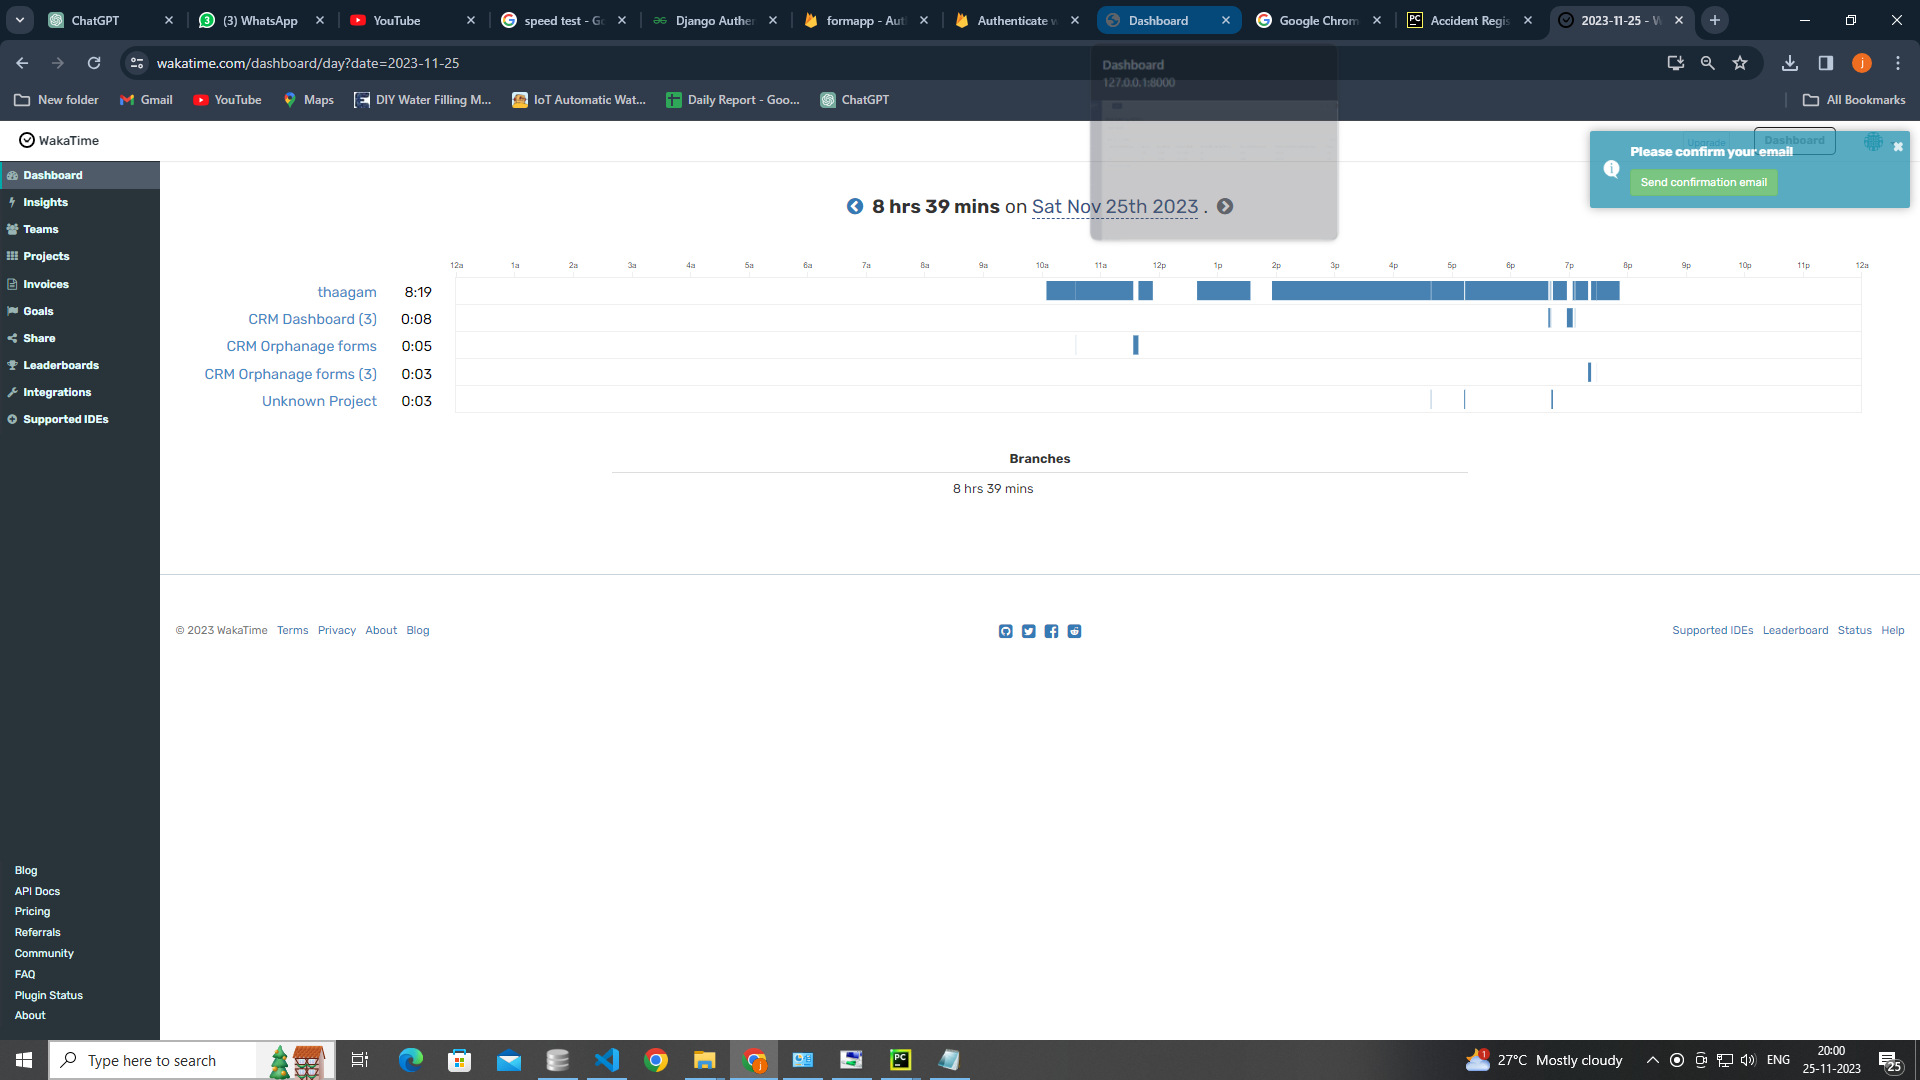 ChatGPT
(3) WhatsApp
YouTube
speed test - Go
Django Auther
formapp - Aut
Authenticate w
Dashboard
Google Chrom
Accident Regis
2023-11-25 - W
wakatime.com/dashboard/day?date=2023-11-25
Dashboard
127.0.0.1:8000
New folder
Gmail
YouTube
Maps
DIY Water Filling M...
IoT Automatic Wat...
Daily Report - Goo...
ChatGPT
All Bookmarks
WakaTime
Upgrade
Dashboard
Please confirm your email
Send confirmation email
Dashboard
Insights
Teams
Projects
Invoices
Goals
Share
Leaderboards
Integrations
Supported IDEs
8 hrs 39 mins on Sat Nov 25th 2023 .
12a 1a 2a 3a 4a 5a 6a 7a 8a 9a 10a 11a 12p 1p 2p 3p 4p 5p 6p 7p 8p 9p 10p 11p 12a
thaagam 8:19
CRM Dashboard (3) 0:08
CRM Orphanage forms 0:05
CRM Orphanage forms (3) 0:03
Unknown Project 0:03
Branches
8 hrs 39 mins
© 2023 WakaTime Terms Privacy About Blog
Supported IDEs Leaderboard Status Help
Blog
API Docs
Pricing
Referrals
Community
FAQ
Plugin Status
About
Type here to search
27°C Mostly cloudy
ENG
20:00
25-11-2023
25